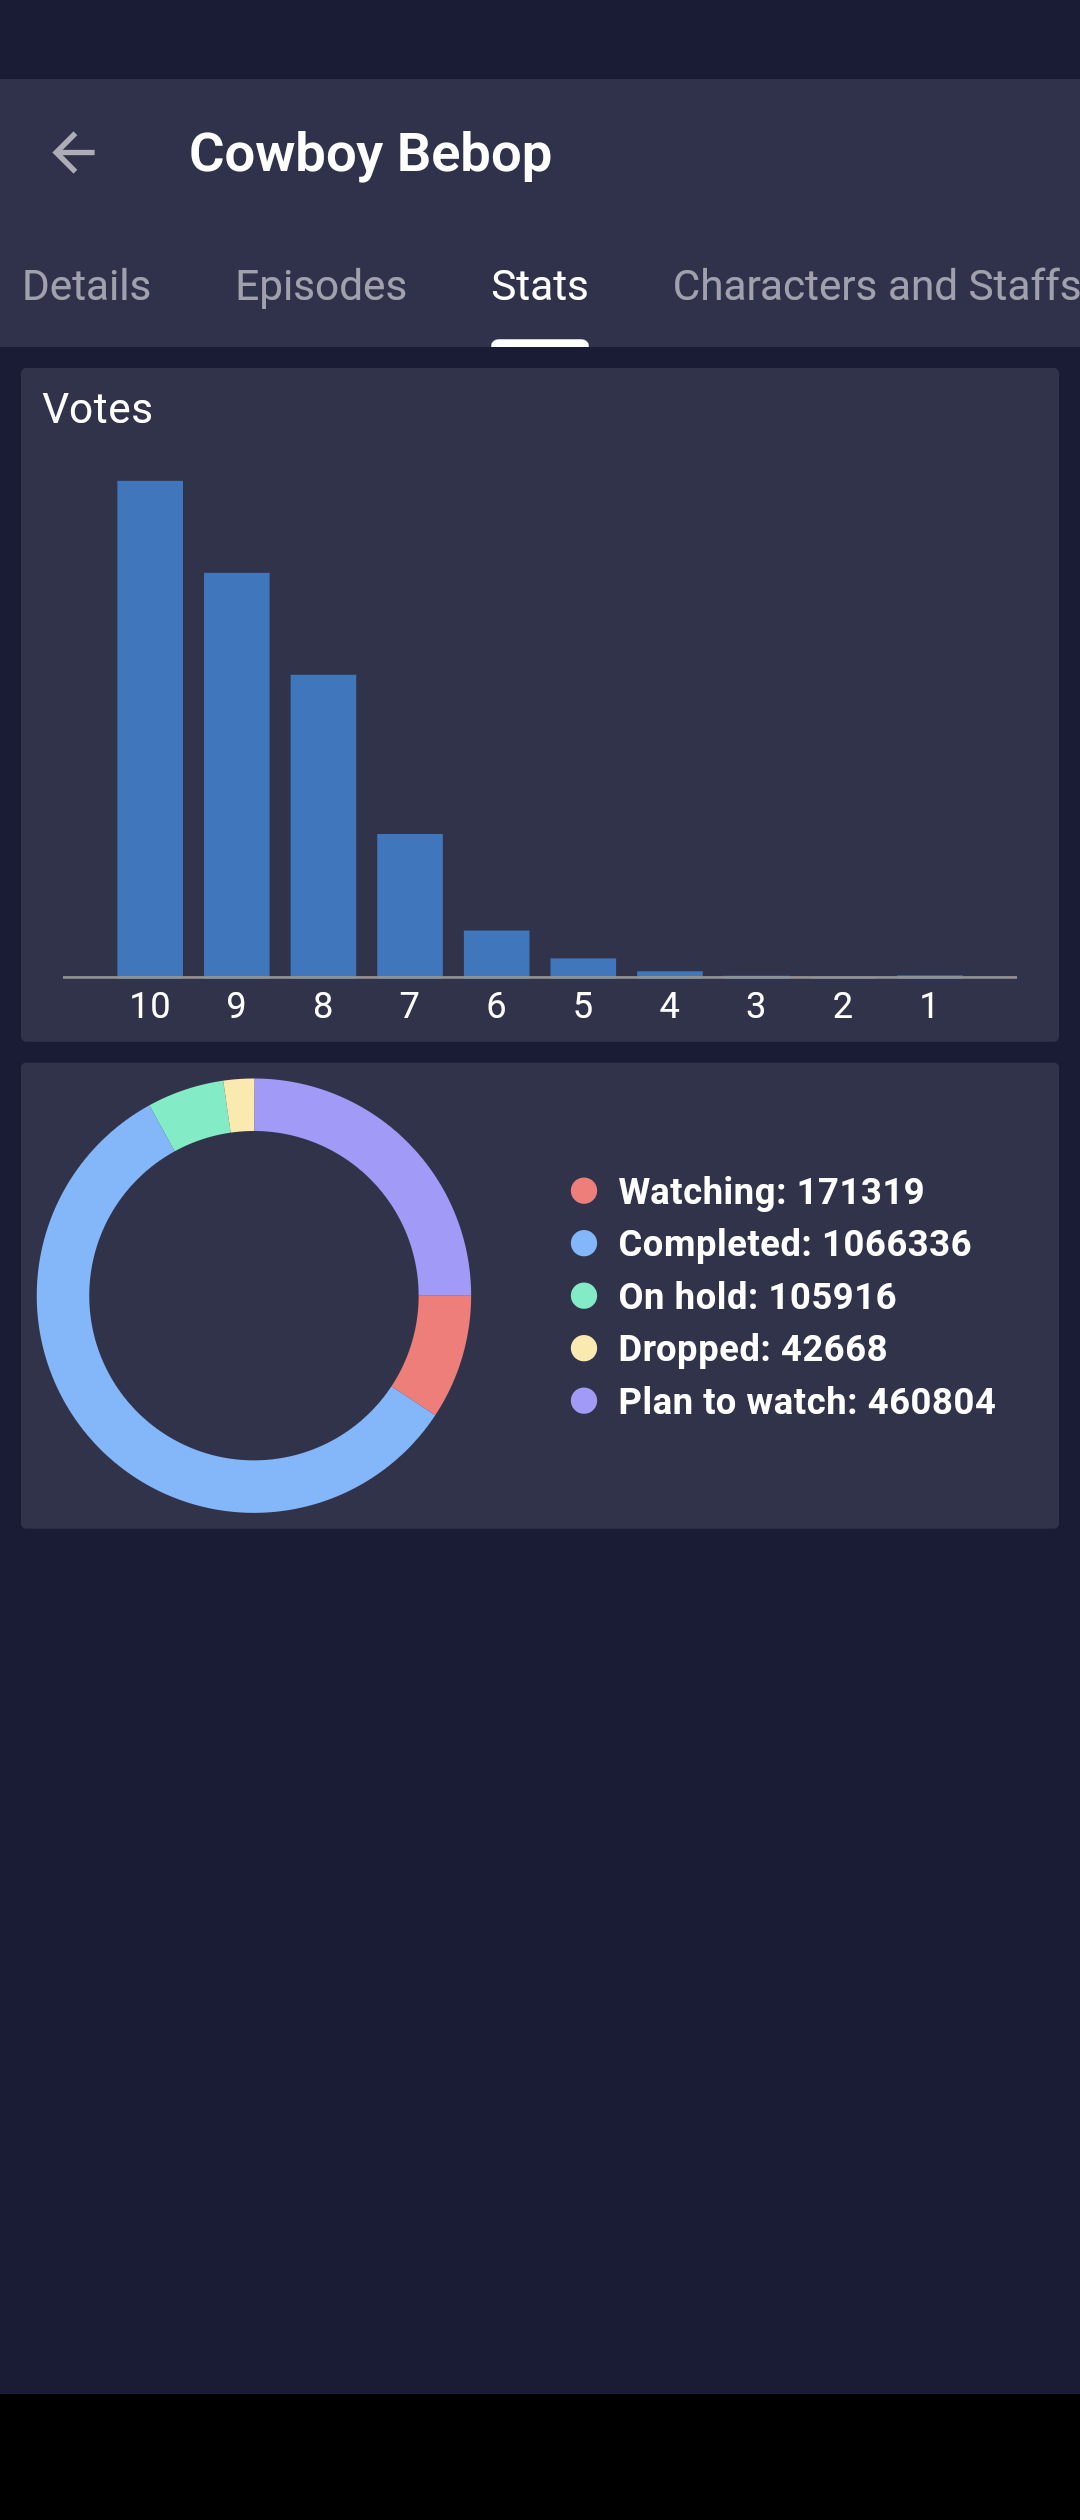 Cowboy Bebop
Details Episodes Stats Characters and Staffs
Votes
10 9 8 7 6 5 4 3 2 1
Watching: 171319
Completed: 1066336
On hold: 105916
Dropped: 42668
Plan to watch: 460804